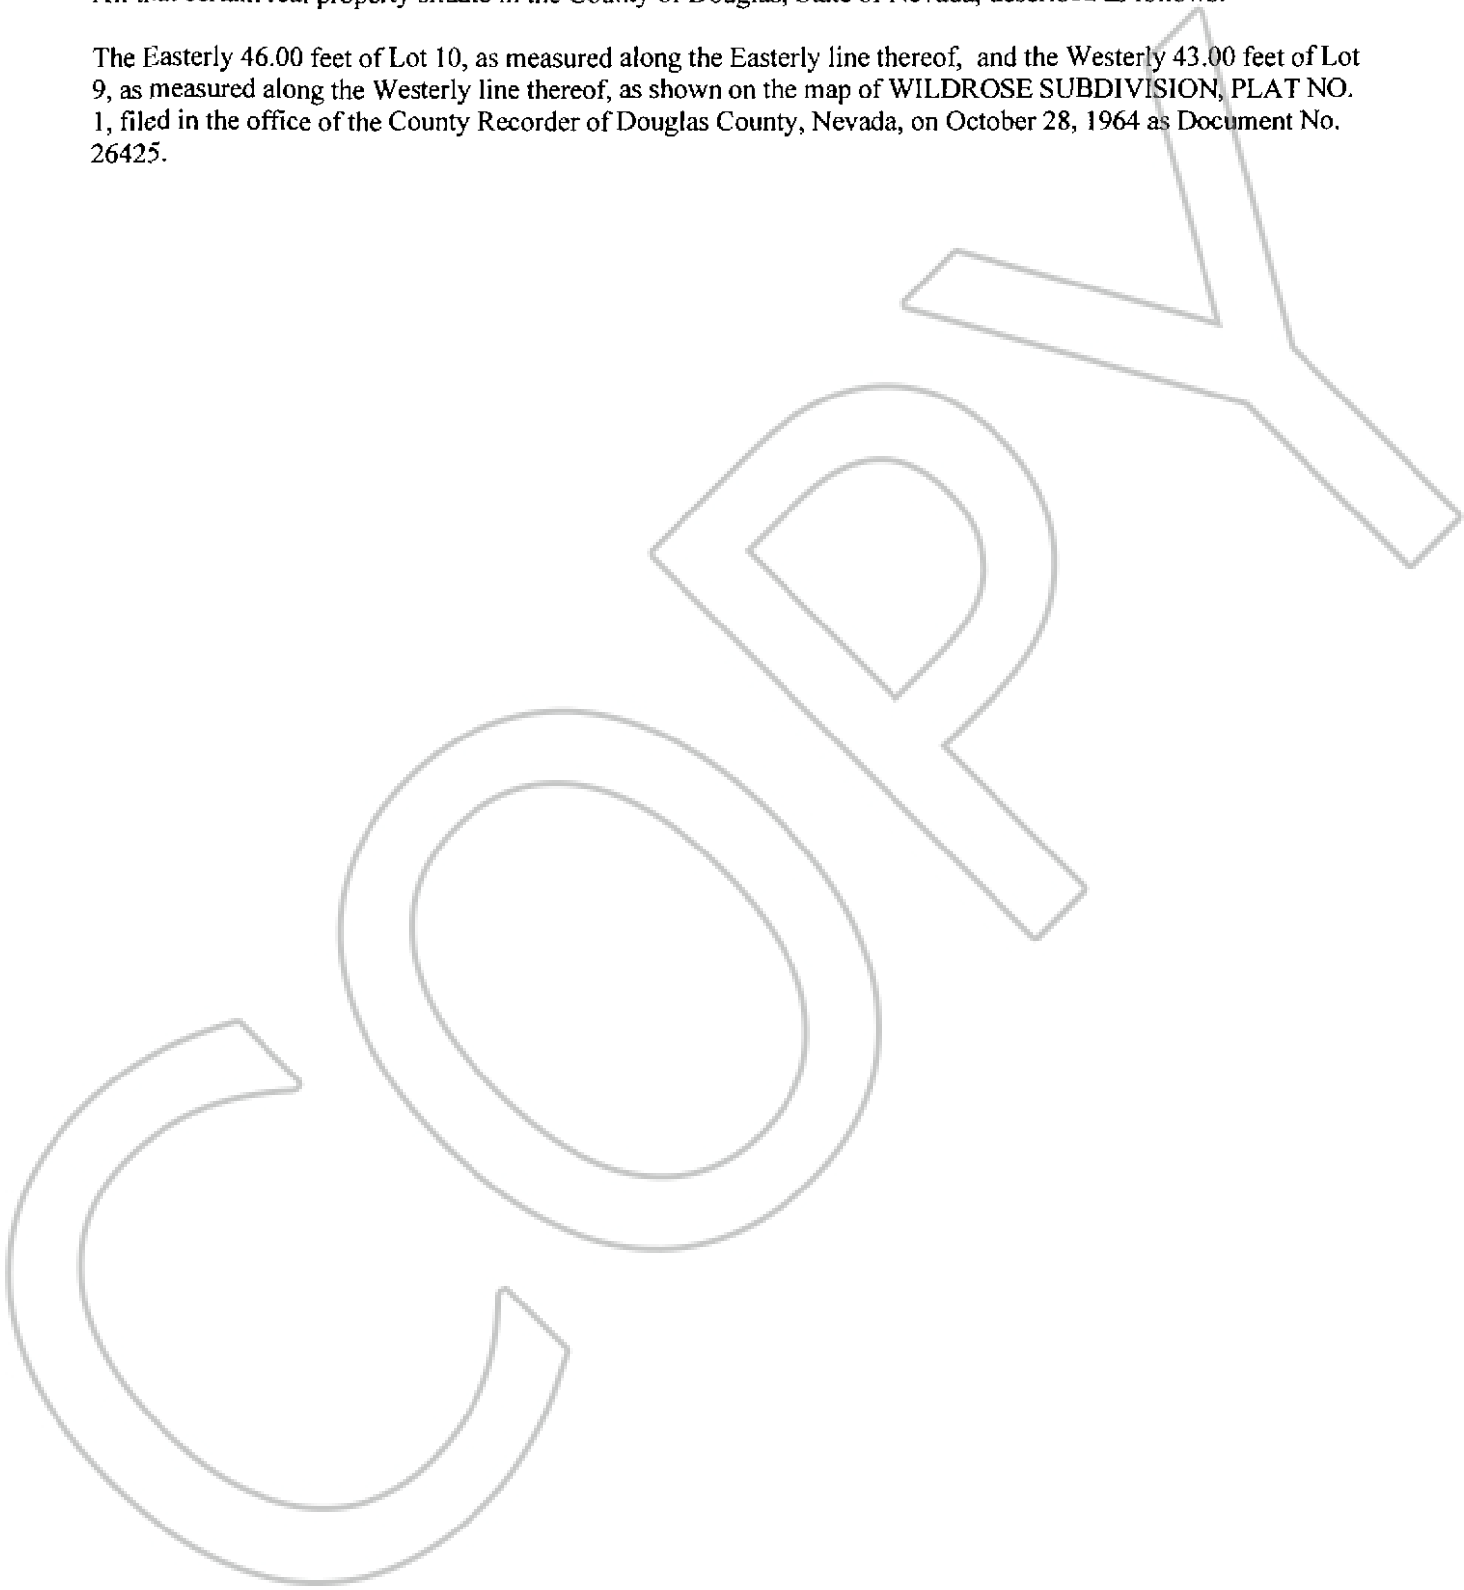 The Easterly 46.00 feet of Lot 10, as measured along the Easterly line thereof, and the Westerly 43.00 feet of Lot
9, as measured along the Westerly line thereof, as shown on the map of WILDROSE SUBDIVISION, PLAT NO.
1, filed in the office of the County Recorder of Douglas County, Nevada, on October 28, 1964 as Document No.
26425.
COPY